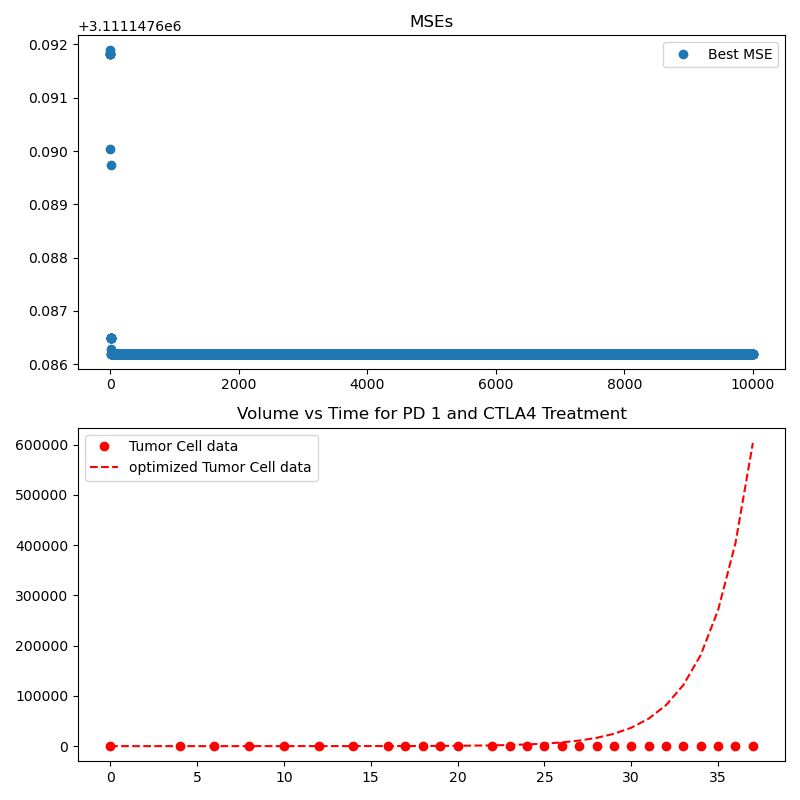 MSEs
+3.1111476e6
0.092
0.091
0.090
0.089
0.088
0.087
0.086
Best MSE
0 2000 4000 6000 8000 10000
Volume vs Time for PD 1 and CTLA4 Treatment
600000
500000
400000
300000
200000
100000
0
Tumor Cell data
optimized Tumor Cell data
0 5 10 15 20 25 30 35